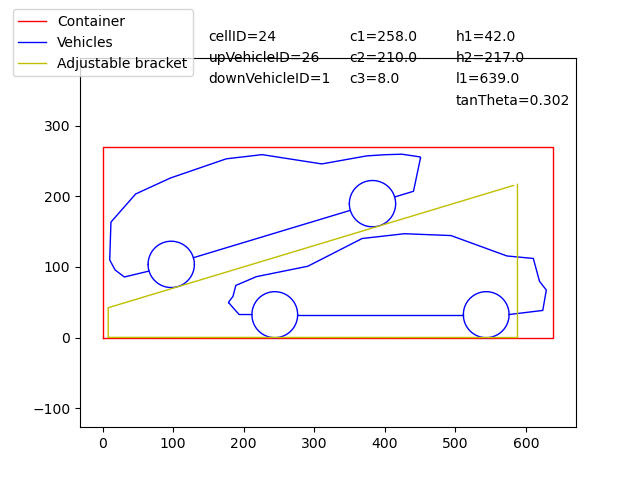 Container
Vehicles
Adjustable bracket
cellID=24 c1=258.0 h1=42.0
upVehicleID=26 c2=210.0 h2=217.0
downVehicleID=1 c3=8.0 l1=639.0
tanTheta=0.302
300
200
100
0
−100
0 100 200 300 400 500 600